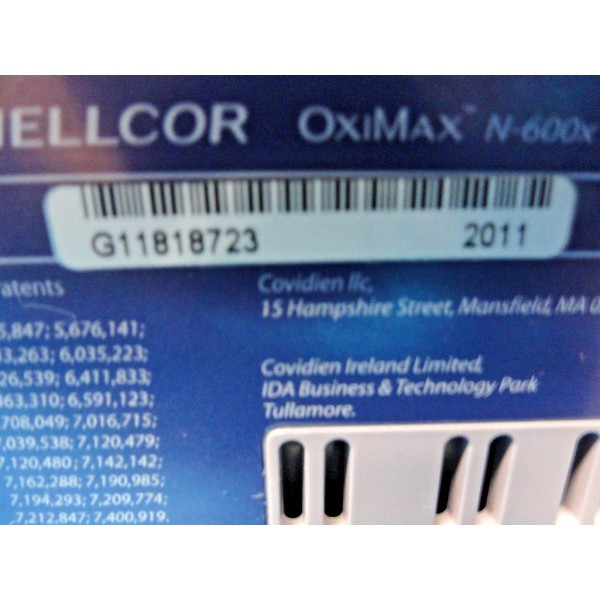 ELLCOR OXIMAX™ N-600x
G11818723 2011
atents
5,847; 5,676,141;
3,263; 6,035,223;
26,539; 6,411,833;
463,310; 6,591,123;
708,049; 7,016,715;
7,039,538; 7,120,479;
7,120,480; 7,142,142;
7,162,288; 7,190,985;
7,194,293; 7,209,774;
7,212,847; 7,400,919.
Covidien llc,
15 Hampshire Street, Mansfield, MA 0
Covidien Ireland Limited,
IDA Business & Technology Park
Tullamore.